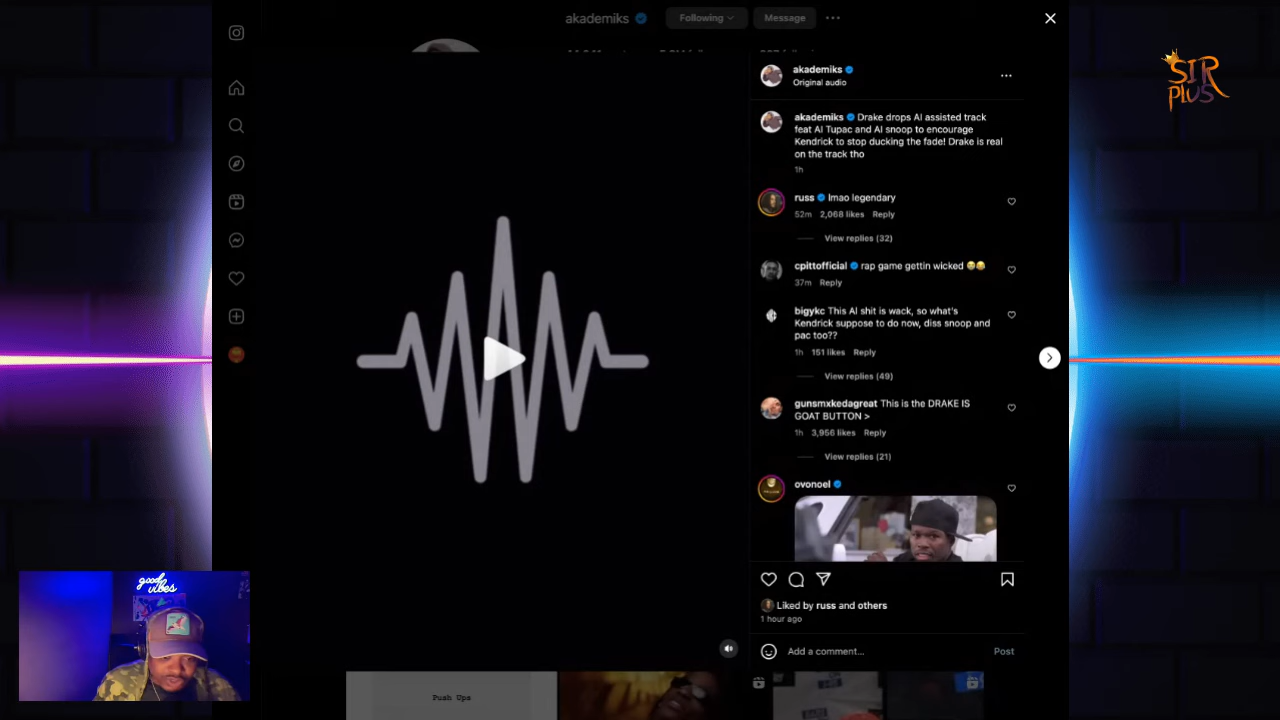 akademiks
Following
Message
SIR
PLUS
akademiks
Original audio
akademiks Drake drops AI assisted track
feat AI Tupac and AI snoop to encourage
Kendrick to stop ducking the fade! Drake is real
on the track tho
1h
russ lmao legendary
52m 2,068 likes Reply
View replies (32)
cpittofficial rap game gettin wicked 😭😂
37m Reply
bigykc This AI shit is wack, so what's
Kendrick suppose to do now, diss snoop and
pac too??
1h 151 likes Reply
View replies (49)
gunsmxkedagreat This is the DRAKE IS
GOAT BUTTON >
1h 3,956 likes Reply
View replies (21)
ovonoel
Liked by russ and others
1 hour ago
Add a comment...
Post
good
vibes
Push Ups